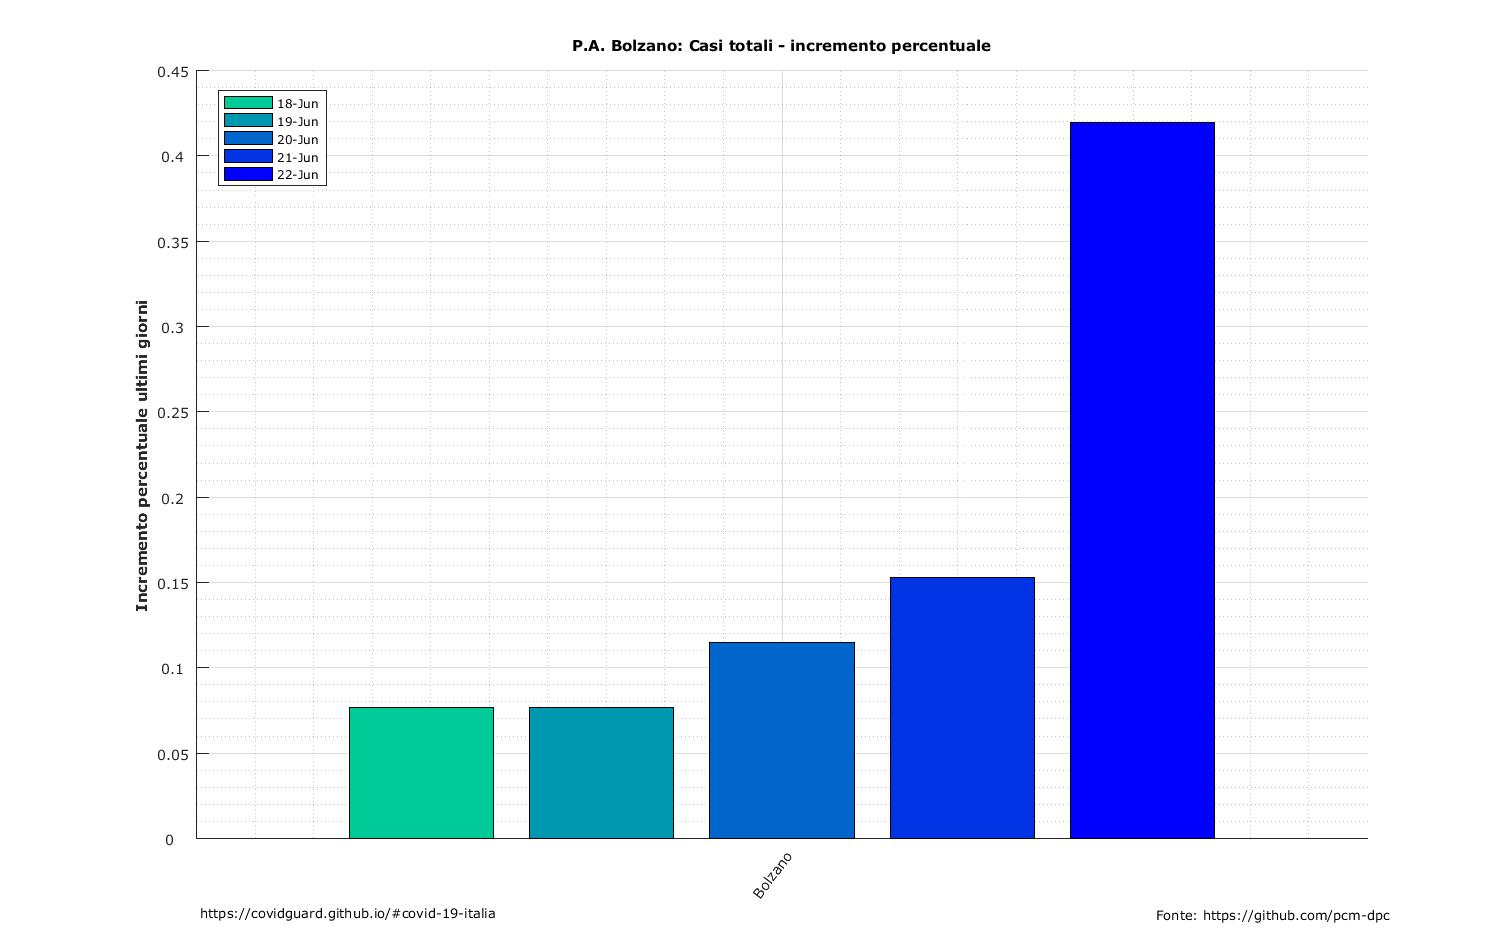 P.A. Bolzano: Casi totali - incremento percentuale
0.45
0.4
0.35
0.3
0.25
0.2
0.15
0.1
0.05
0
Incremento percentuale ultimi giorni
18-Jun
19-Jun
20-Jun
21-Jun
22-Jun
Bolzano
https://covidguard.github.io/#covid-19-italia
Fonte: https://github.com/pcm-dpc